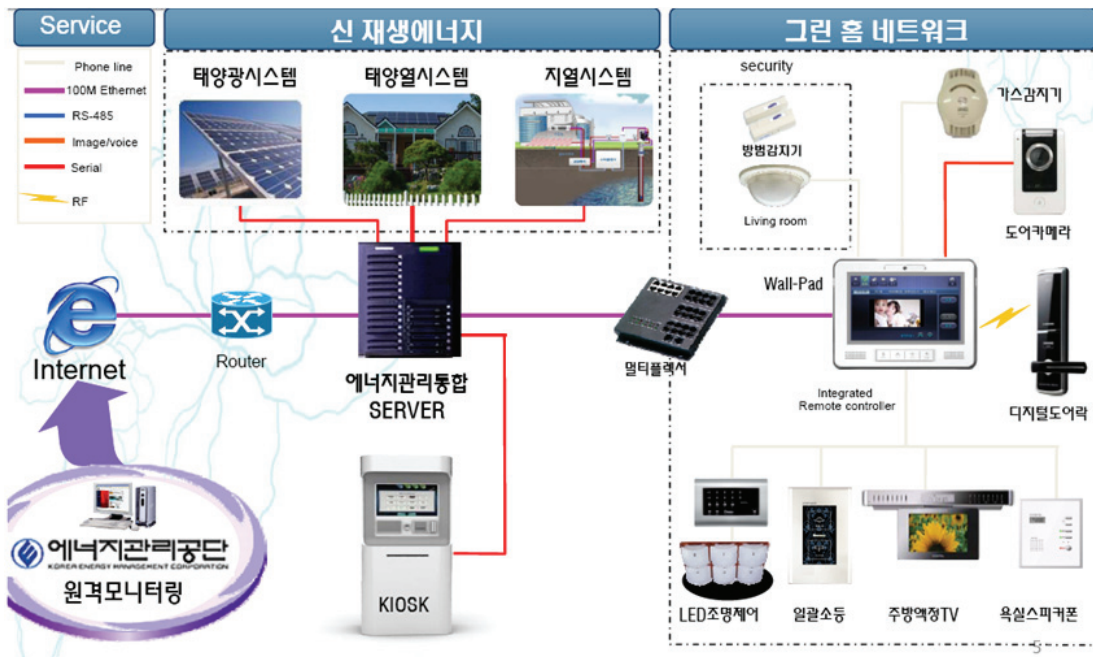 Service
Phone line
100M Ethernet
RS-485
Image/voice
Serial
RF
신 재생에너지
태양광시스템
태양열시스템
지열시스템
그린 홈 네트워크
security
방범감지기
Living room
가스감지기
도어카메라
Wall-Pad
Integrated
Remote controller
디지털도어락
멀티플렉서
Internet
Router
에너지관리통합
SERVER
KIOSK
에너지관리공단
KOREA ENERGY MANAGEMENT CORPORATION
원격모니터링
LED조명제어
일괄소등
주방액정TV
욕실스피커폰
5